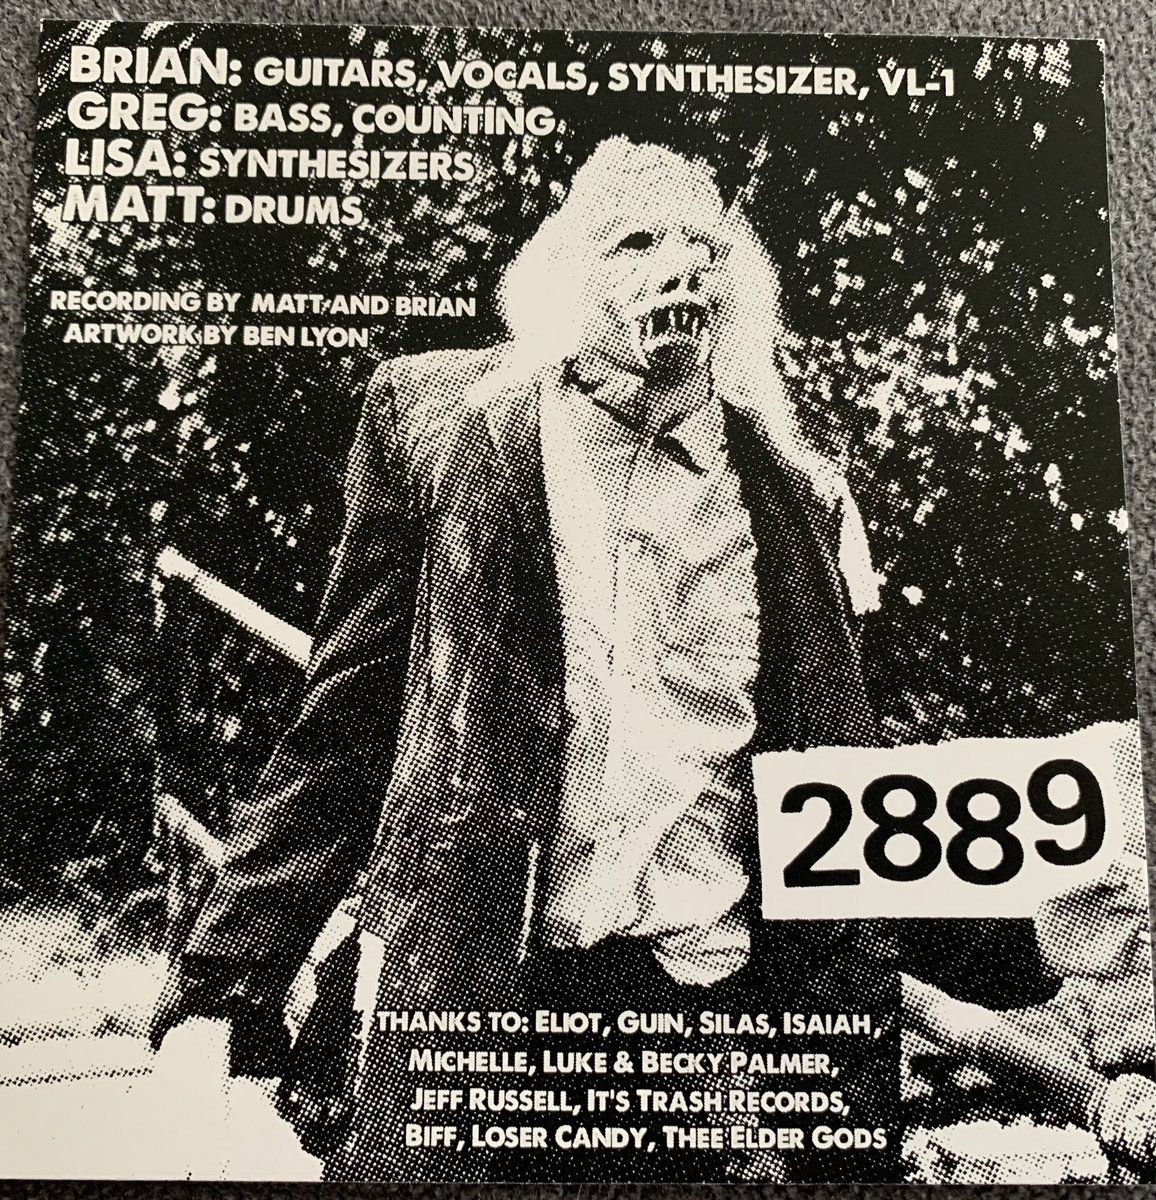 BRIAN: GUITARS, VOCALS, SYNTHESIZER, VL-1
GREG: BASS, COUNTING
LISA: SYNTHESIZERS
MATT: DRUMS
RECORDING BY MATT AND BRIAN
ARTWORK BY BEN LYON
2889
THANKS TO: ELIOT, GUIN, SILAS, ISAIAH,
MICHELLE, LUKE & BECKY PALMER,
JEFF RUSSELL, IT'S TRASH RECORDS,
BIFF, LOSER CANDY, THEE ELDER GODS